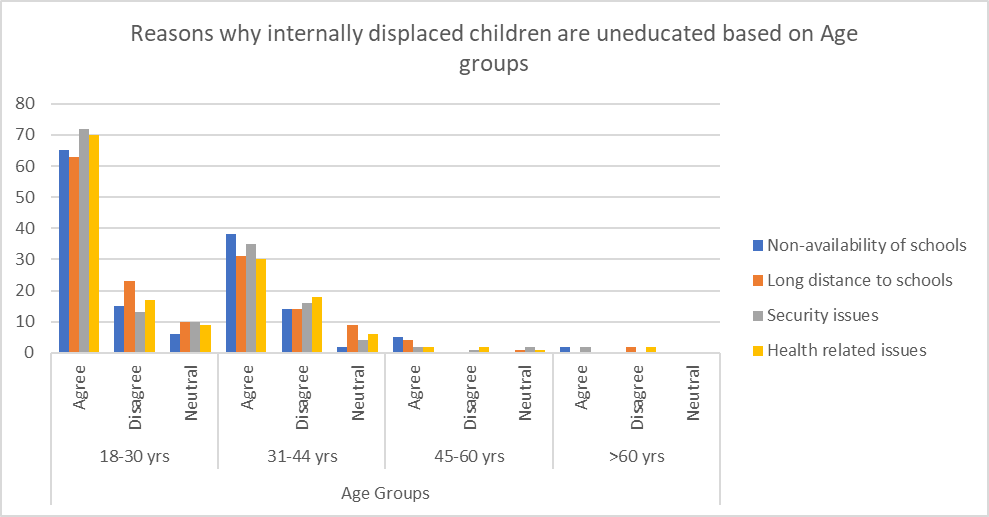 Reasons why internally displaced children are uneducated based on Age
groups
80
70
60
50
40
30
20
10
0
Agree
Disagree
Neutral
Agree
Disagree
Neutral
Agree
Disagree
Neutral
Agree
Disagree
Neutral
18-30 yrs
31-44 yrs
45-60 yrs
>60 yrs
Age Groups
Non-availability of schools
Long distance to schools
Security issues
Health related issues